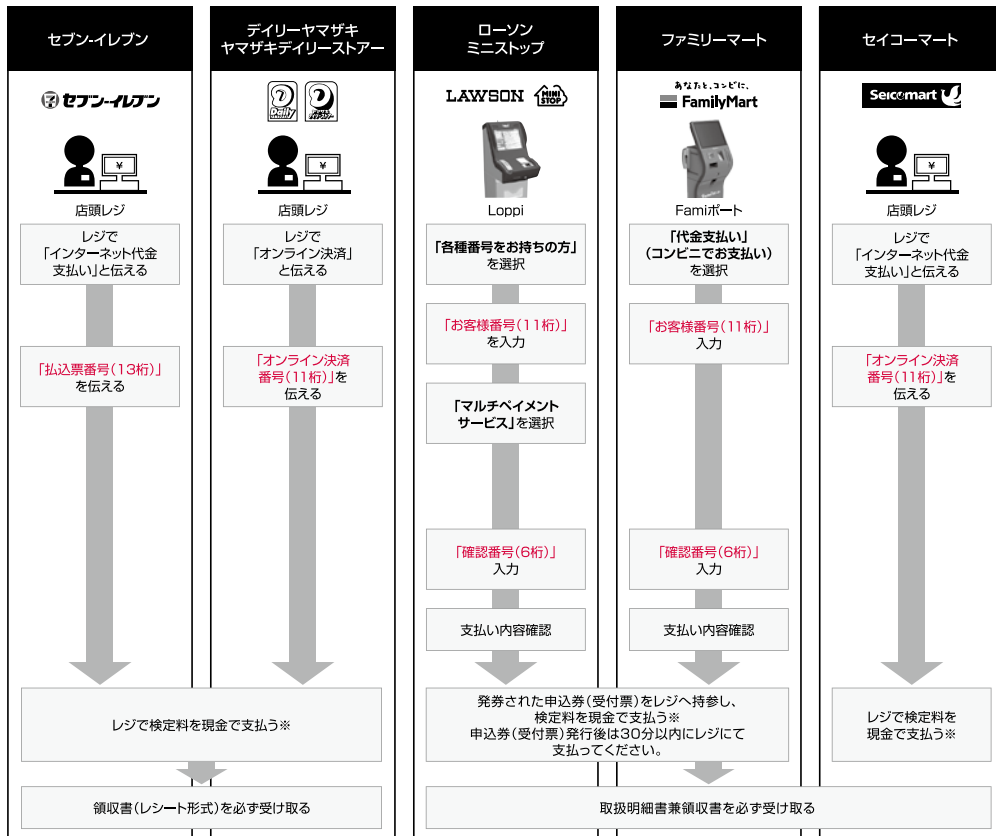 セブン-イレブン
デイリーヤマザキ
ヤマザキデイリーストアー
ローソン
ミニストップ
ファミリーマート
セイコーマート
セブン-イレブン
Daily
LAWSON
MINI
STOP
あなたと、コンビに、
FamilyMart
Seicomart
¥
¥
¥
店頭レジ
店頭レジ
Loppi
Famiポート
店頭レジ
レジで
「インターネット代金
支払い」と伝える
レジで
「オンライン決済」
と伝える
「各種番号をお持ちの方」
を選択
「代金支払い」
(コンビニでお支払い)
を選択
レジで
「インターネット代金
支払い」と伝える
「お客様番号(11桁)」
を入力
「お客様番号(11桁)」
入力
「払込票番号(13桁)」
を伝える
「オンライン決済
番号(11桁)」を
伝える
「オンライン決済
番号(11桁)」を
伝える
「マルチペイメント
サービス」を選択
「確認番号(6桁)」
入力
「確認番号(6桁)」
入力
支払い内容確認
支払い内容確認
レジで検定料を現金で支払う※
発券された申込券(受付票)をレジへ持参し、
検定料を現金で支払う※
申込券(受付票)発行後は30分以内にレジにて
支払ってください。
レジで検定料を
現金で支払う※
領収書(レシート形式)を必ず受け取る
取扱明細書兼領収書を必ず受け取る